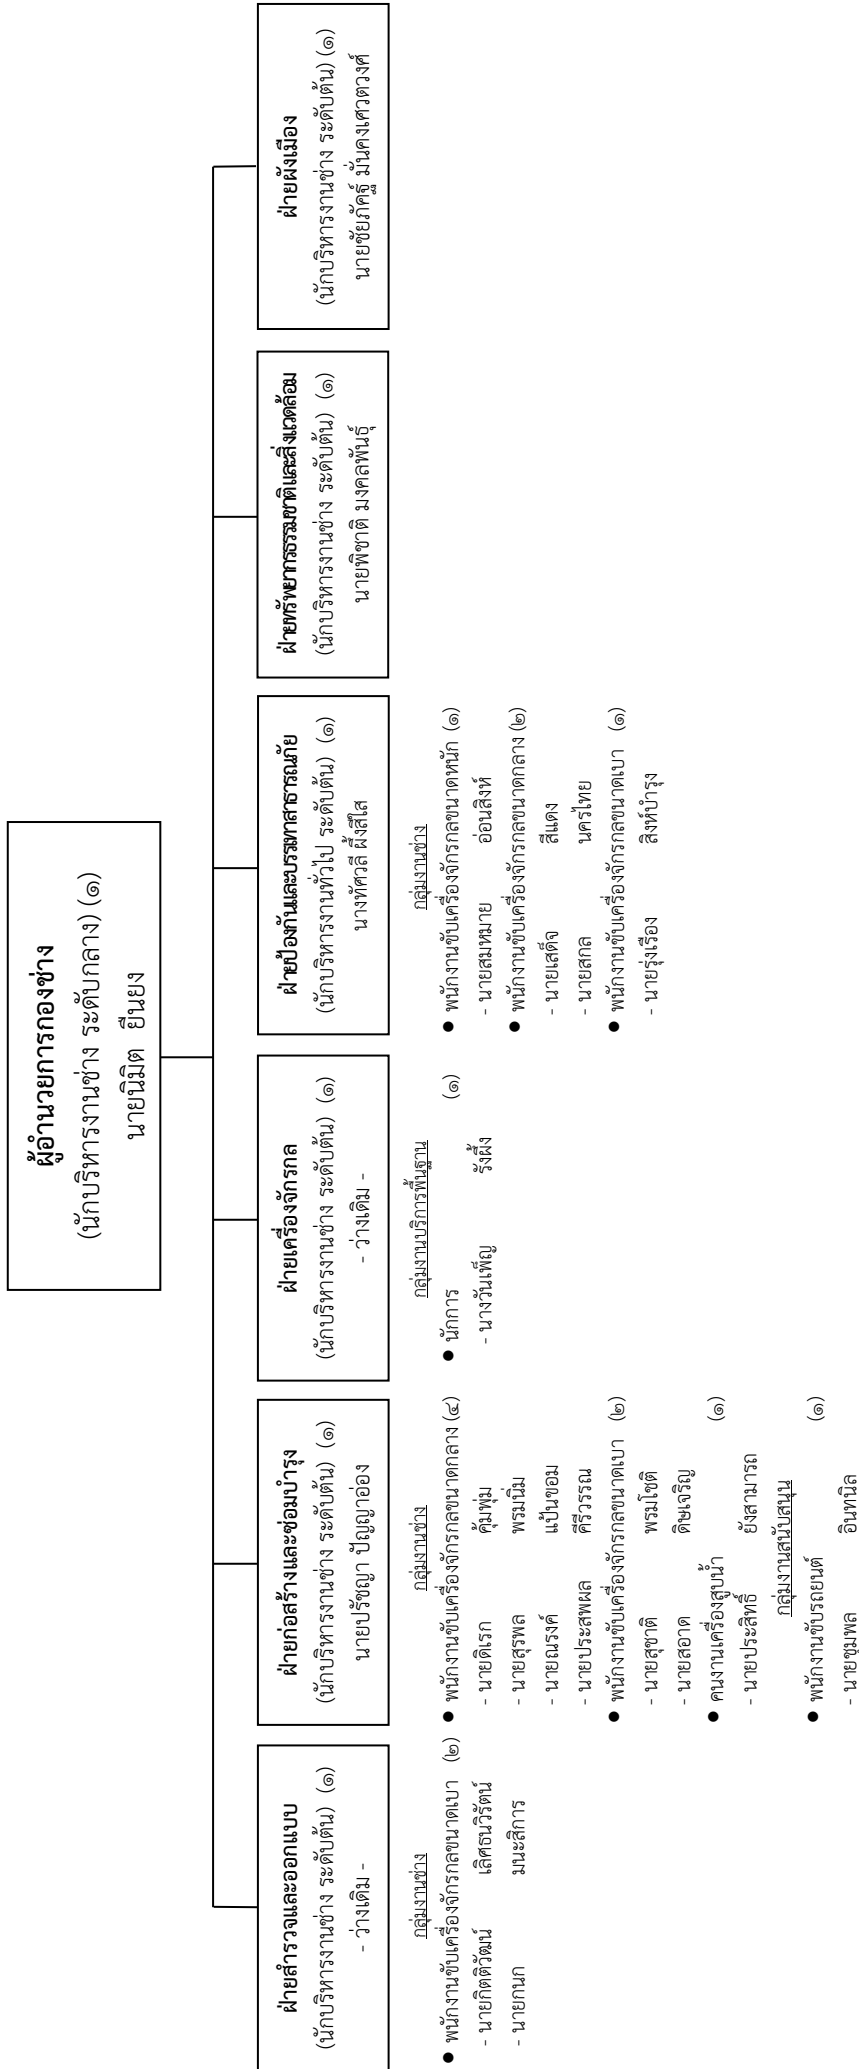 ผู้อำนวยการกองช่าง
(นักบริหารงานช่าง ระดับกลาง) (๑)
นายนิมิต ยืนยง
ฝ่ายสำรวจและออกแบบ
(นักบริหารงานช่าง ระดับต้น) (๑)
- ว่างเดิม -
กลุ่มงานช่าง
● พนักงานขับเครื่องจักรกลขนาดเบา (๒)
- นายกิตติวัฒน์ เลิศธนวิรัตน์
- นายกนก มนะสิการ
ฝ่ายก่อสร้างและซ่อมบำรุง
(นักบริหารงานช่าง ระดับต้น) (๑)
นายปรัชญา ปัญญาอ่อง
กลุ่มงานช่าง
● พนักงานขับเครื่องจักรกลขนาดกลาง (๔)
- นายดิเรก คุ้มพุ่ม
- นายสุรพล พรมนิ่ม
- นายณรงค์ แป้นขอม
- นายประสพผล คีรีวรรณ
● พนักงานขับเครื่องจักรกลขนาดเบา (๒)
- นายสุชาติ พรมโชติ
- นายสอาด ดิษเจริญ
● คนงานเครื่องสูบน้ำ (๑)
- นายประสิทธิ์ ยังสามารถ
กลุ่มงานสนับสนุน
● พนักงานขับรถยนต์ (๑)
- นายชุมพล อินทนิล
ฝ่ายเครื่องจักรกล
(นักบริหารงานช่าง ระดับต้น) (๑)
- ว่างเดิม -
กลุ่มงานบริการพื้นฐาน
● นักการ (๑)
- นางวันเพ็ญ รังผึ้ง
ฝ่ายป้องกันและบรรเทาสาธารณภัย
(นักบริหารงานทั่วไป ระดับต้น) (๑)
นางทัศวลี ผึ้งสีใส
กลุ่มงานช่าง
● พนักงานขับเครื่องจักรกลขนาดหนัก (๑)
- นายสมหมาย อ่อนสิงห์
● พนักงานขับเครื่องจักรกลขนาดกลาง (๒)
- นายเสด็จ สีแดง
- นายสกล นครไทย
● พนักงานขับเครื่องจักรกลขนาดเบา (๑)
- นายรุ่งเรือง สิงห์บำรุง
ฝ่ายทรัพยากรธรรมชาติและสิ่งแวดล้อม
(นักบริหารงานช่าง ระดับต้น) (๑)
นายพิชาติ มงคลพันธุ์
ฝ่ายผังเมือง
(นักบริหารงานช่าง ระดับต้น) (๑)
นายชัยภัคฐ์ มั่นคงเศวตวงศ์